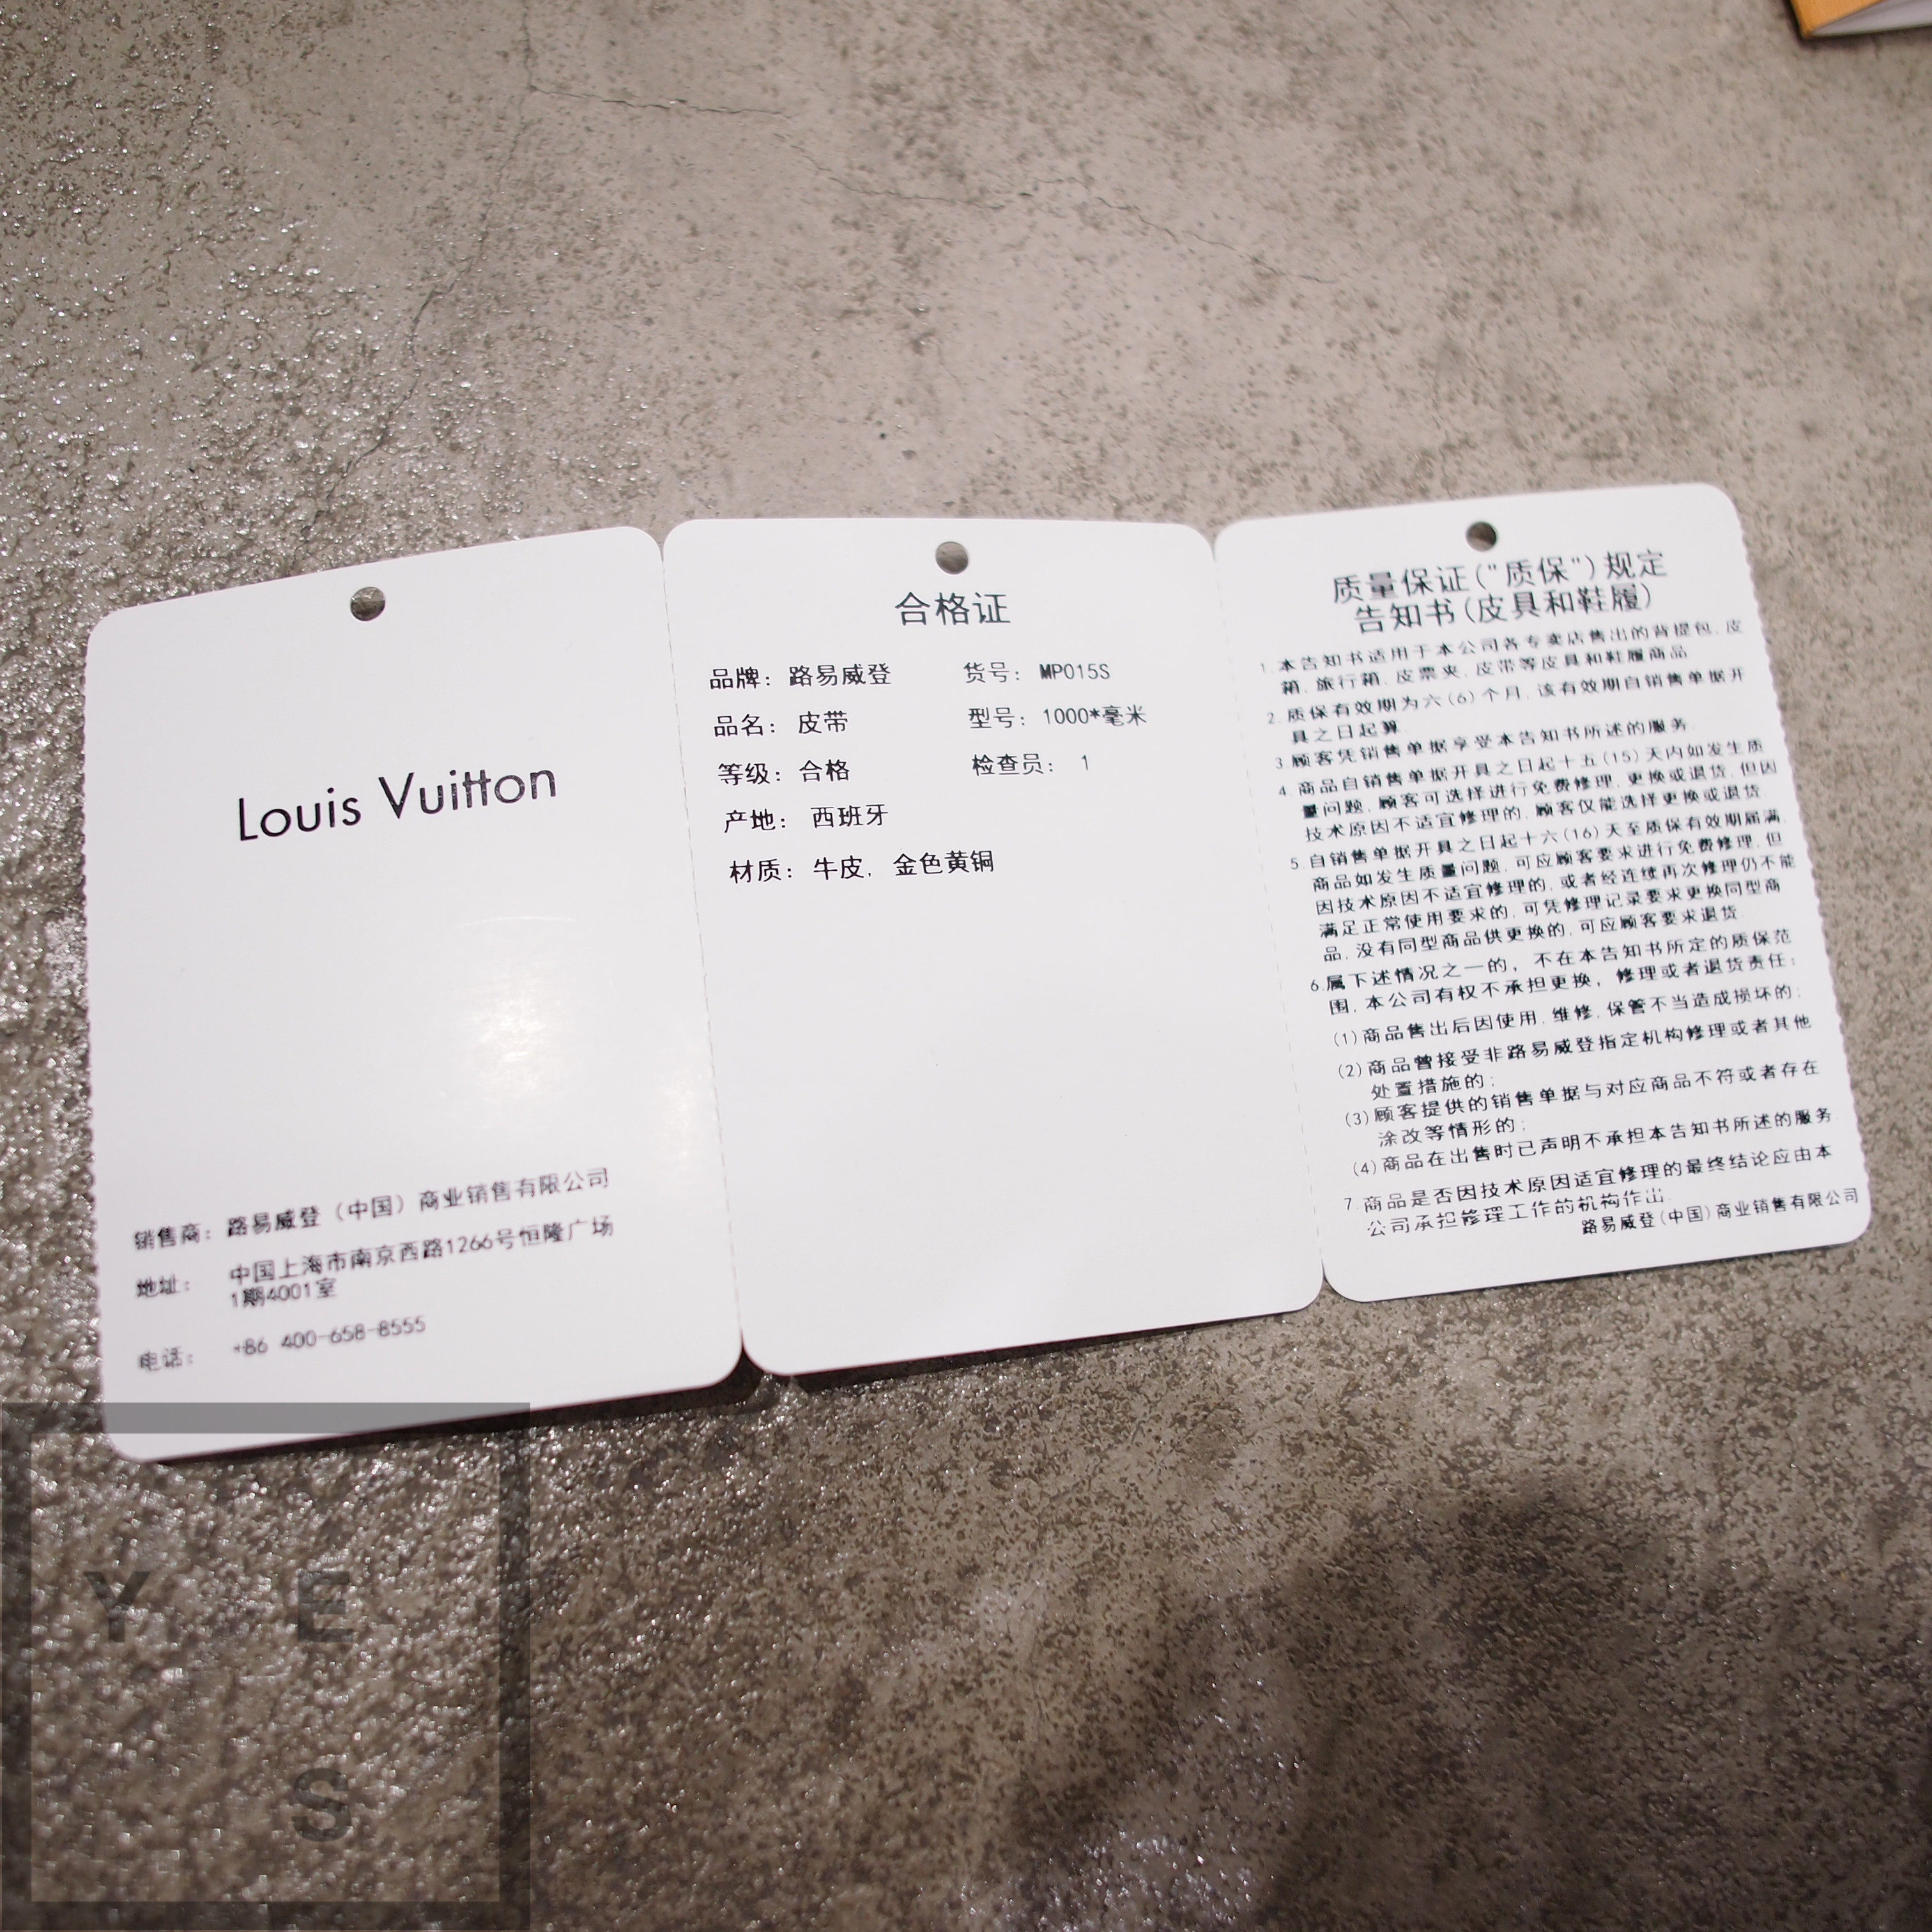 Louis Vuitton
销售商: 路易威登（中国）商业销售有限公司
地址: 中国上海市南京西路1266号恒隆广场
1期4001室
电话: +86 400-658-8555
合格证
品牌: 路易威登 货号: MP015S
品名: 皮带 型号: 1000*毫米
等级: 合格 检查员: 1
产地: 西班牙
材质: 牛皮, 金色黄铜
质量保证("质保")规定
告知书(皮具和鞋履)
1.本告知书适用于本公司各专卖店售出的背提包,皮
箱,旅行箱,皮票夹,皮带等皮具和鞋履商品
2.质保有效期为六(6)个月,该有效期自销售单据开
具之日起算.
3.顾客凭销售单据享受本告知书所述的服务.
4.商品自销售单据开具之日起十五(15)天内如发生质
量问题,顾客可选择进行免费修理,更换或退货,但因
技术原因不适宜修理的,顾客仅能选择更换或退货.
5.自销售单据开具之日起十六(16)天至质保有效期届满,
商品如发生质量问题,可应顾客要求进行免费修理,但
因技术原因不适宜修理的,或者经连续再次修理仍不能
满足正常使用要求的,可凭修理记录要求更换同型商
品,没有同型商品供更换的,可应顾客要求退货.
6.属下述情况之一的，不在本告知书所定的质保范
围,本公司有权不承担更换，修理或者退货责任:
(1)商品售出后因使用,维修,保管不当造成损坏的;
(2)商品曾接受非路易威登指定机构修理或者其他
处置措施的;
(3)顾客提供的销售单据与对应商品不符或者存在
涂改等情形的;
(4)商品在出售时已声明不承担本告知书所述的服务.
7.商品是否因技术原因适宜修理的最终结论应由本
公司承担修理工作的机构作出.
路易威登(中国)商业销售有限公司
Y E
S